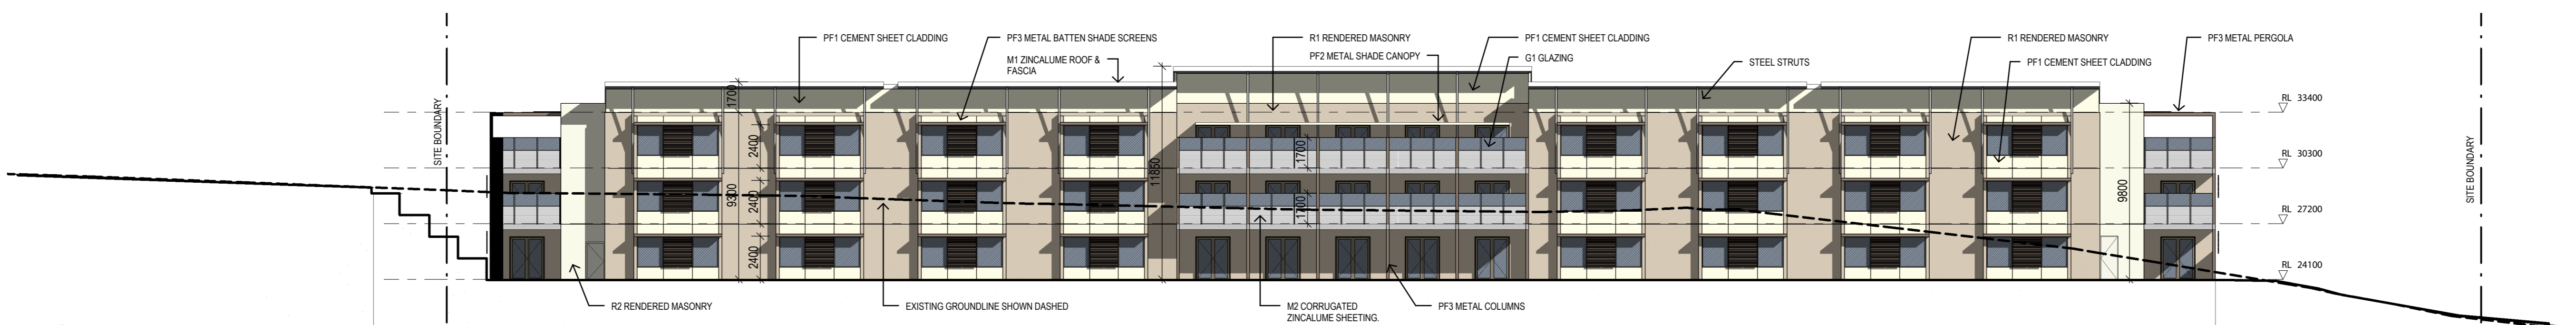 PF1 CEMENT SHEET CLADDING
PF3 METAL BATTEN SHADE SCREENS
M1 ZINCALUME ROOF &
FASCIA
R1 RENDERED MASONRY
PF2 METAL SHADE CANOPY
PF1 CEMENT SHEET CLADDING
G1 GLAZING
STEEL STRUTS
R1 RENDERED MASONRY
PF1 CEMENT SHEET CLADDING
PF3 METAL PERGOLA
SITE BOUNDARY
1700
2400
9300
2400
2400
11850
1700
1700
9800
RL 33400
RL 30300
RL 27200
RL 24100
SITE BOUNDARY
R2 RENDERED MASONRY
EXISTING GROUNDLINE SHOWN DASHED
M2 CORRUGATED
ZINCALUME SHEETING.
PF3 METAL COLUMNS